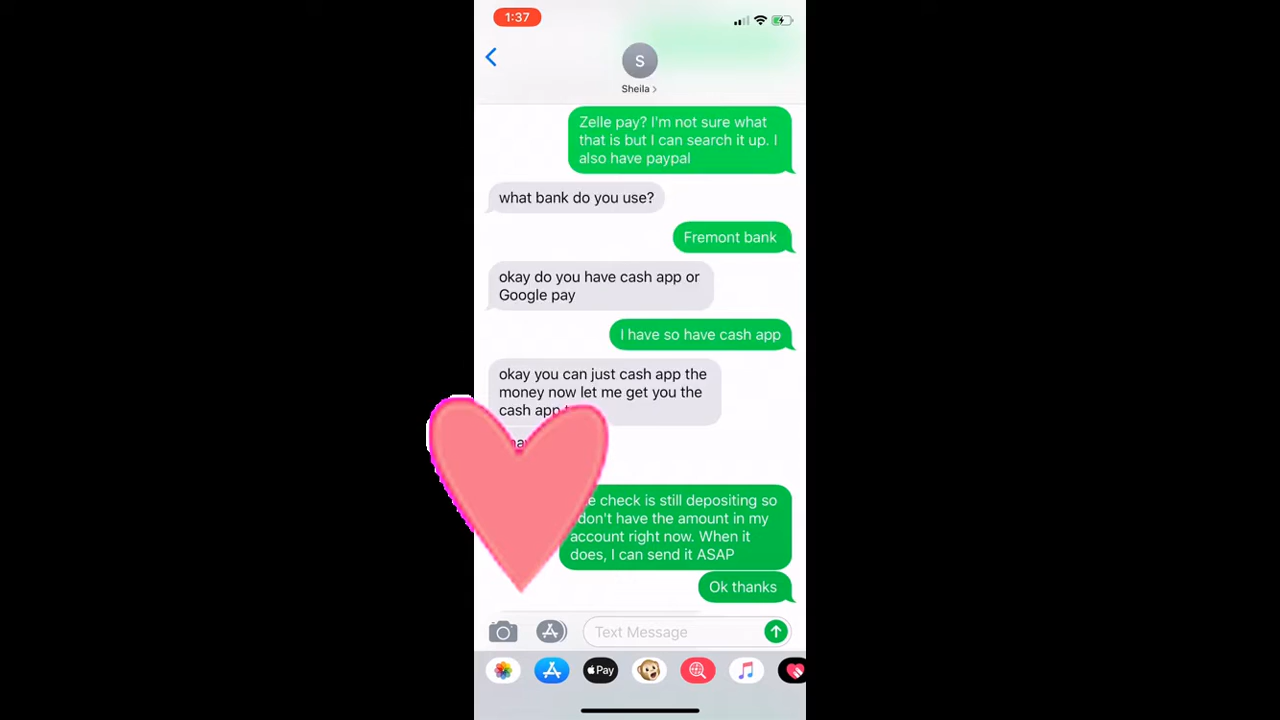 1:37
S
Sheila
Zelle pay? I'm not sure what
that is but I can search it up. I
also have paypal
what bank do you use?
Fremont bank
okay do you have cash app or
Google pay
I have so have cash app
okay you can just cash app the
money now let me get you the
cash app
check is still depositing so
don't have the amount in my
account right now. When it
does, I can send it ASAP
Ok thanks
Text Message
Pay